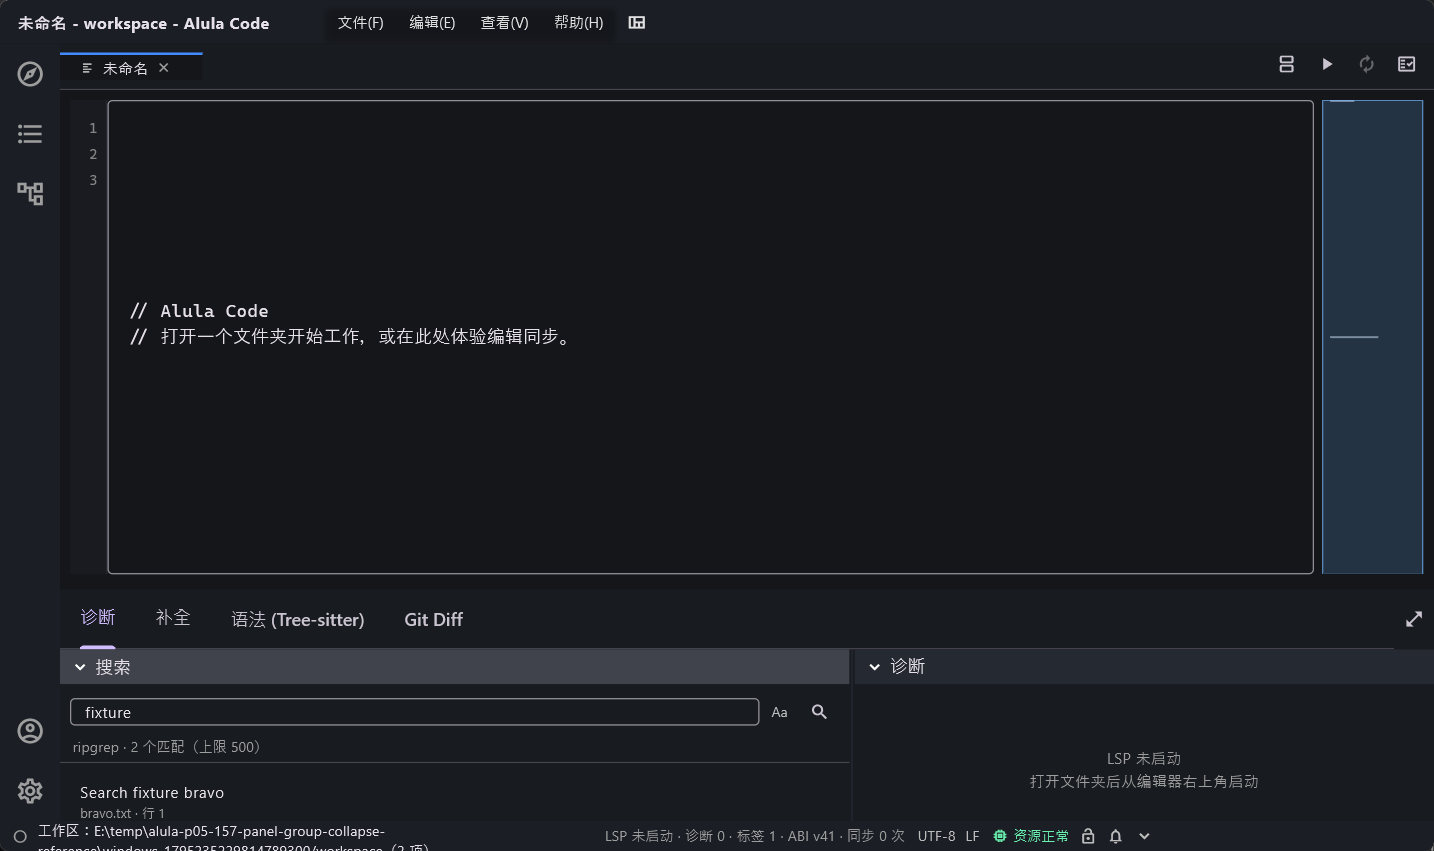 未命名 - workspace - Alula Code
文件(F) 编辑(E) 查看(V) 帮助(H)
未命名
1
2
3
// Alula Code
// 打开一个文件夹开始工作, 或在此处体验编辑同步。
诊断 补全 语法 (Tree-sitter) Git Diff
搜索
fixture
Aa
ripgrep · 2 个匹配（上限 500）
Search fixture bravo
bravo.txt · 行 1
诊断
LSP 未启动
打开文件夹后从编辑器右上角启动
工作区：E:\temp\alula-p05-157-panel-group-collapse-
reference\windows-1795235229814789300/workspace（2 项）
LSP 未启动 · 诊断 0 · 标签 1 · ABI v41 · 同步 0 次 UTF-8 LF 资源正常